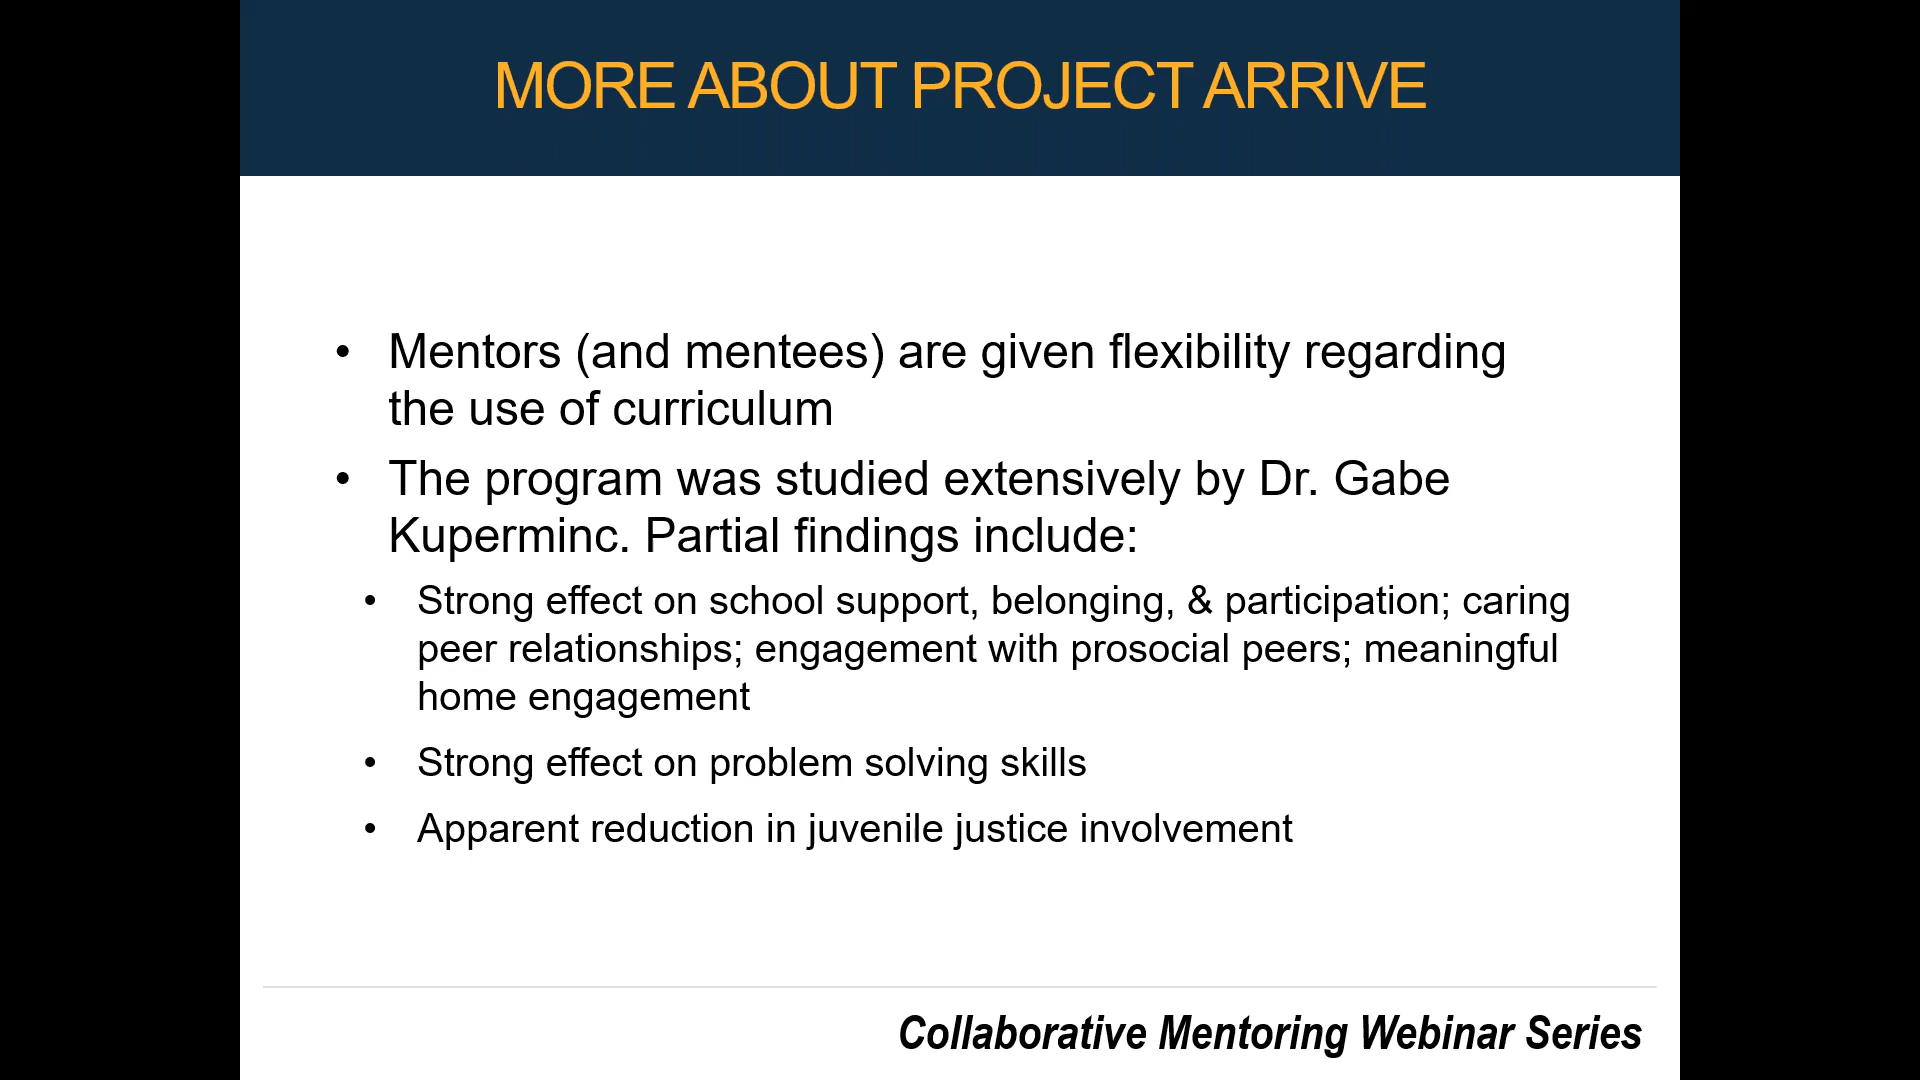 MORE ABOUT PROJECT ARRIVE
• Mentors (and mentees) are given flexibility regarding
the use of curriculum
• The program was studied extensively by Dr. Gabe
Kuperminc. Partial findings include:
• Strong effect on school support, belonging, & participation; caring
peer relationships; engagement with prosocial peers; meaningful
home engagement
• Strong effect on problem solving skills
• Apparent reduction in juvenile justice involvement
Collaborative Mentoring Webinar Series